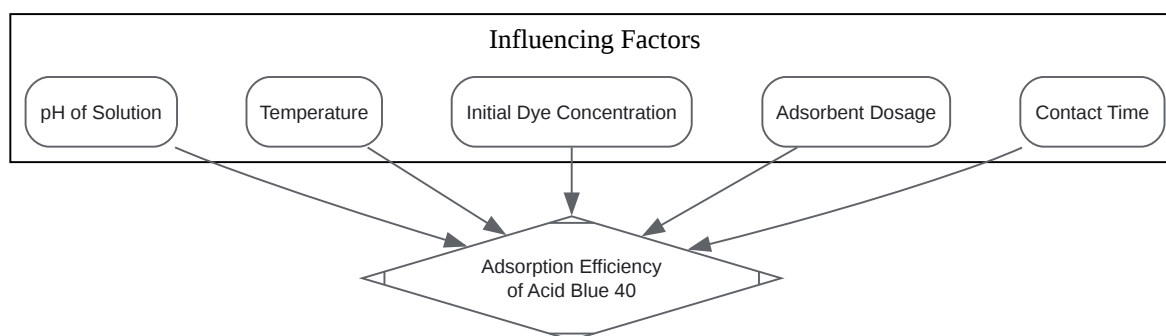 Influencing Factors
pH of Solution
Temperature
Initial Dye Concentration
Adsorbent Dosage
Contact Time
Adsorption Efficiency
of Acid Blue 40